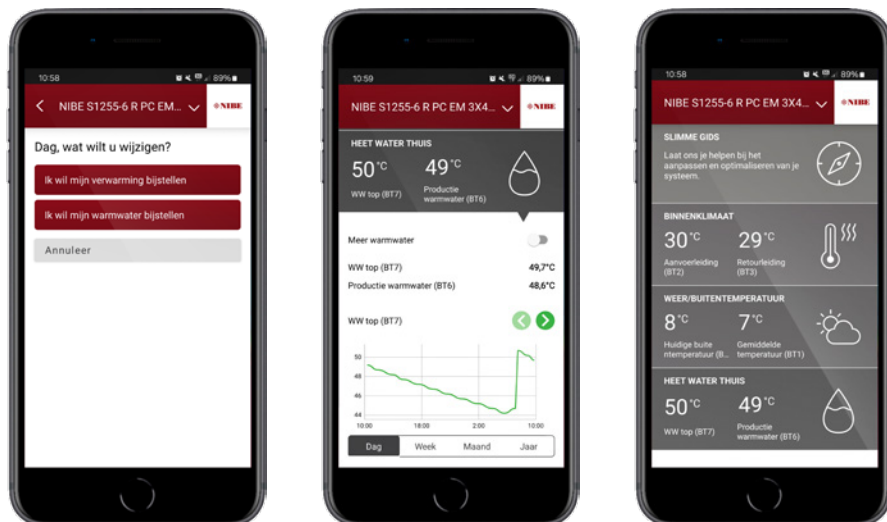 10:58
89%
NIBE S1255-6 R PC EM...
NIBE
Dag, wat wilt u wijzigen?
Ik wil mijn verwarming bijstellen
Ik wil mijn warmwater bijstellen
Annuleer
10:59
89%
NIBE S1255-6 R PC EM 3X4...
NIBE
HEET WATER THUIS
50°C 49°C
WW top (BT7) Productie
warmwater (BT6)
Meer warmwater
WW top (BT7) 49,7°C
Productie warmwater (BT6) 48,6°C
WW top (BT7)
50
48
46
44
10:00 18:00 2:00 10:00
Dag Week Maand Jaar
10:58
89%
NIBE S1255-6 R PC EM 3X4...
NIBE
SLIMME GIDS
Laat ons je helpen bij het
aanpassen en optimaliseren van je
systeem.
BINNENKLIMAAT
30°C 29°C
Aanvoerleiding Retourleiding
(BT2) (BT3)
WEER/BUITENTEMPERATUUR
8°C 7°C
Huidige buite Gemiddelde
ntemperatuur (B... temperatuur (BT1)
HEET WATER THUIS
50°C 49°C
WW top (BT7) Productie
warmwater (BT6)